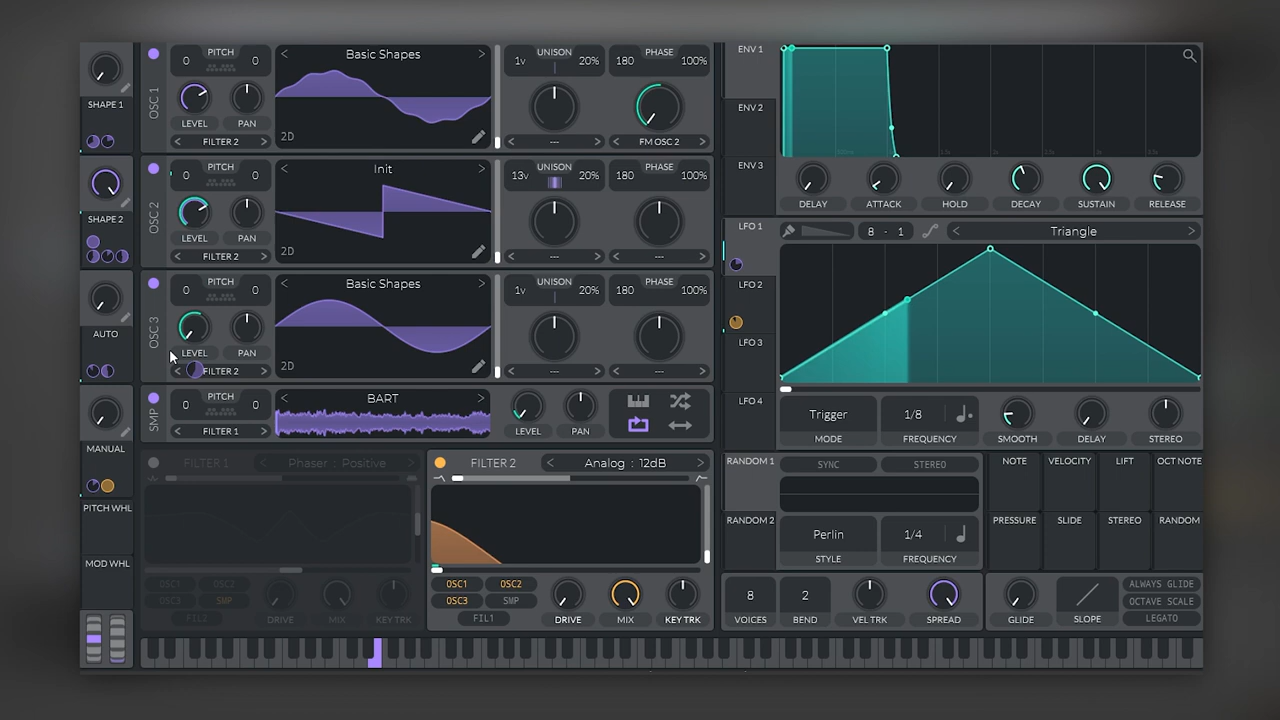 SHAPE 1
SHAPE 2
AUTO
MANUAL
PITCH WHL
MOD WHL
OSC 1
PITCH
0 0
LEVEL PAN
< FILTER 2 >
< Basic Shapes >
2D
UNISON
1v 20%
< --- >
PHASE
180 100%
< FM OSC 2 >
OSC 2
PITCH
0 0
LEVEL PAN
< FILTER 2 >
Init
2D
UNISON
13v 20%
< --- >
PHASE
180 100%
< --- >
OSC 3
PITCH
0 0
LEVEL PAN
< FILTER 2 >
< Basic Shapes >
2D
UNISON
1v 20%
< --- >
PHASE
180 100%
< --- >
SMP
PITCH
0 0
< FILTER 1 >
< BART >
LEVEL PAN
FILTER 1 < Phaser : Positive >
OSC1 OSC2
OSC3 SMP
FIL2
DRIVE MIX KEY TRK
FILTER 2 < Analog : 12dB >
OSC1 OSC2
OSC3 SMP
FIL1
DRIVE MIX KEY TRK
ENV 1
ENV 2
ENV 3
DELAY ATTACK HOLD DECAY SUSTAIN RELEASE
LFO 1
LFO 2
LFO 3
LFO 4
8 - 1 < Triangle >
Trigger
MODE
1/8
FREQUENCY
SMOOTH DELAY STEREO
RANDOM 1
RANDOM 2
SYNC STEREO
Perlin
STYLE
1/4
FREQUENCY
NOTE VELOCITY LIFT OCT NOTE
PRESSURE SLIDE STEREO RANDOM
8
VOICES
2
BEND
VEL TRK SPREAD
GLIDE SLOPE
ALWAYS GLIDE
OCTAVE SCALE
LEGATO